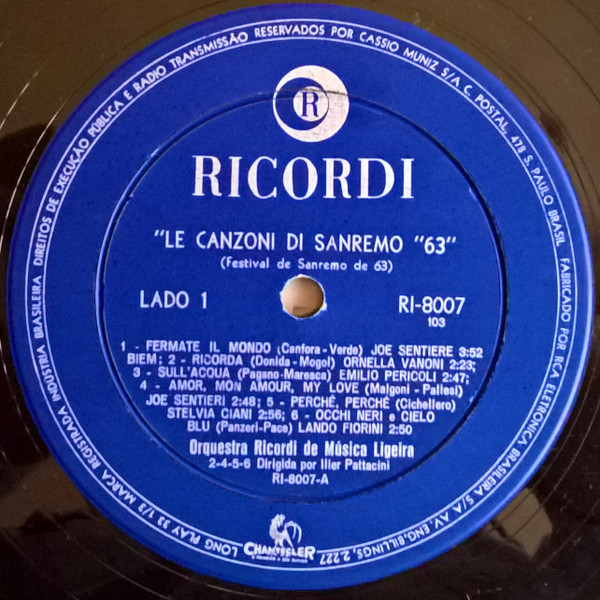 R
RICORDI
"LE CANZONI DI SANREMO "63"
(Festival de Sanremo de 63)
LADO 1
RI-8007
103
1 - FERMATE IL MONDO (Canfora-Verde) JOE SENTIERE 3:52
BIEM; 2 - RICORDA (Donida-Mogol) ORNELLA VANONI 2:23;
3 - SULL'ACQUA (Pagano-Maresca) EMILIO PERICOLI 2:47;
4 - AMOR, MON AMOUR, MY LOVE (Malgoni - Pallesi)
JOE SENTIERI 2:48; 5 - PERCHÉ, PERCHÉ (Cichellero)
STELVIA CIANI 2:56; 6 - OCCHI NERI e CIELO
BLU (Panzeri-Pace) LANDO FIORINI 2:50
Orquestra Ricordi de Música Ligeira
2-4-5-6 Dirigida por Iller Pattacini
RI-8007-A
CHANTECLER
LONG PLAY 33 1/3 MARCA REGISTRADA INDÚSTRIA BRASILEIRA DIREITOS DE EXECUÇÃO PÚBLICA E RADIO TRANSMISSÃO RESERVADOS POR CASSIO MUNIZ S/A C. POSTAL, 478 S. PAULO BRASIL FABRICADO POR RCA ELETRÔNICA BRASILEIRA S/A AV. ENG. BILLINGS, 2.227